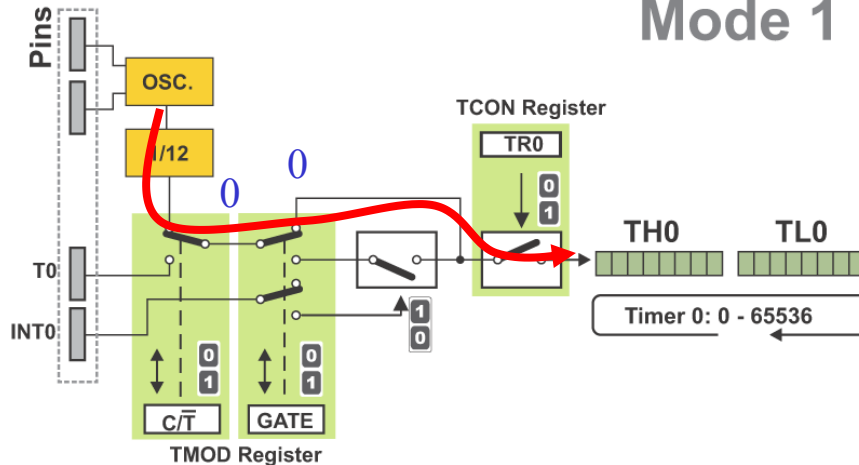 Mode 1
Pins
OSC.
TCON Register
TR0
1/12
0
0
0
1
TH0
TL0
T0
INT0
1
0
Timer 0: 0 - 65536
0
1
0
1
C/T̅
GATE
TMOD Register